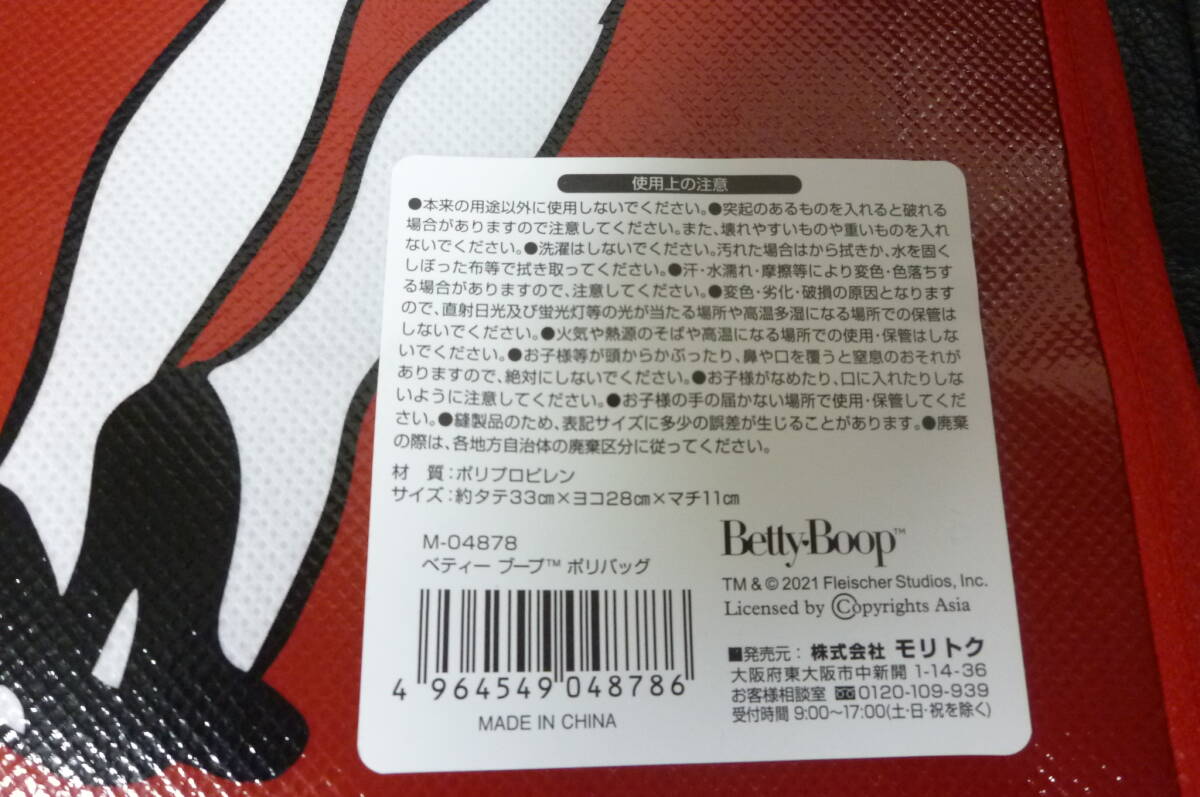 使用上の注意
●本来の用途以外に使用しないでください。●突起のあるものを入れると破れる
場合がありますので注意してください。また、壊れやすいものや重いものを入れ
ないでください。●洗濯はしないでください。汚れた場合はから拭きか、水を固く
しぼった布等で拭き取ってください。●汗・水濡れ・摩擦等により変色・色落ちす
る場合がありますので、注意してください。●変色・劣化・破損の原因となります
ので、直射日光及び蛍光灯等の光が当たる場所や高温多湿になる場所での保管は
しないでください。●火気や熱源のそばや高温になる場所での使用・保管はしな
いでください。●お子様等が頭からかぶったり、鼻や口を覆うと窒息のおそれが
ありますので、絶対にしないでください。●お子様がなめたり、口に入れたりしな
いように注意してください。●お子様の手の届かない場所で使用・保管してくだ
さい。●縫製品のため、表記サイズに多少の誤差が生じることがあります。●廃棄
の際は、各地方自治体の廃棄区分に従ってください。
材　質：ポリプロピレン
サイズ：約タテ33㎝×ヨコ28㎝×マチ11㎝
M-04878
ベティー ブープ™ ポリバッグ
4 964549 048786
MADE IN CHINA
Betty Boop™
TM & © 2021 Fleischer Studios, Inc.
Licensed by Copyrights Asia
■発売元：株式会社 モリトク
大阪府東大阪市中新開 1-14-36
お客様相談室 0120-109-939
受付時間 9:00〜17:00(土・日・祝を除く)